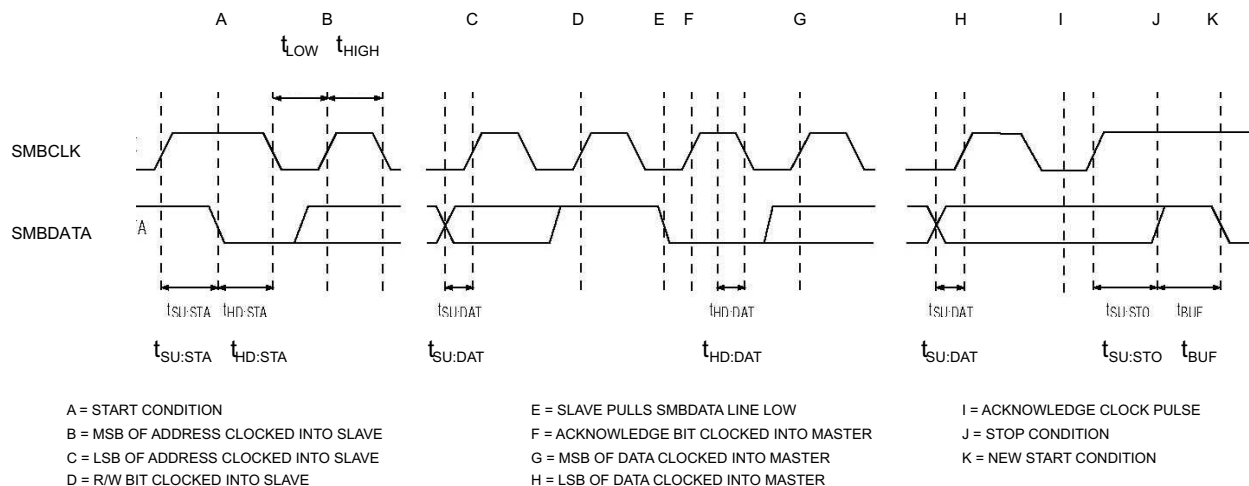 A B C D E F G H I J K
tLOW tHIGH
SMBCLK
SMBDATA
tSU:STA tHD:STA tSU:DAT tHD:DAT tSU:DAT tSU:STO tBUF
tSU:STA tHD:STA tSU:DAT tHD:DAT tSU:DAT tSU:STO tBUF
A = START CONDITION
B = MSB OF ADDRESS CLOCKED INTO SLAVE
C = LSB OF ADDRESS CLOCKED INTO SLAVE
D = R/W BIT CLOCKED INTO SLAVE
E = SLAVE PULLS SMBDATA LINE LOW
F = ACKNOWLEDGE BIT CLOCKED INTO MASTER
G = MSB OF DATA CLOCKED INTO MASTER
H = LSB OF DATA CLOCKED INTO MASTER
I = ACKNOWLEDGE CLOCK PULSE
J = STOP CONDITION
K = NEW START CONDITION